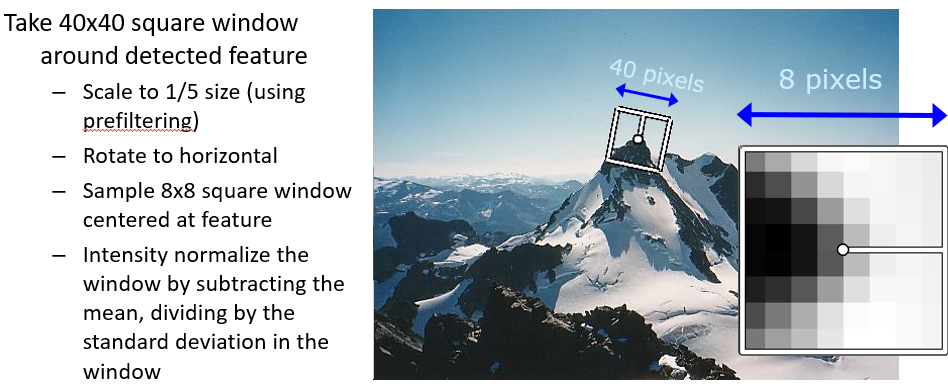 Take 40x40 square window
around detected feature
– Scale to 1/5 size (using
prefiltering)
– Rotate to horizontal
– Sample 8x8 square window
centered at feature
– Intensity normalize the
window by subtracting the
mean, dividing by the
standard deviation in the
window
40 pixels
8 pixels